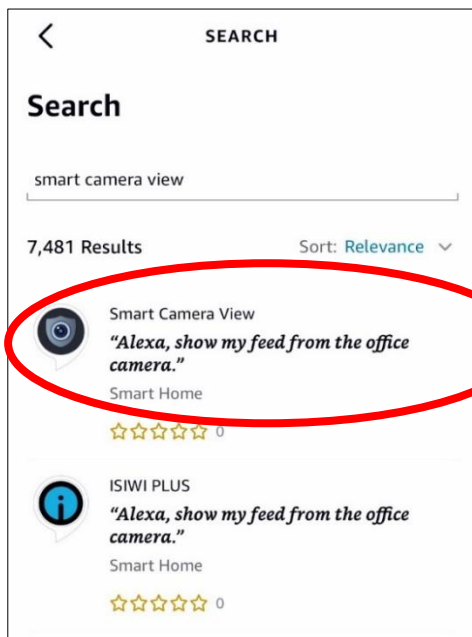 SEARCH
Search
smart camera view
7,481 Results Sort: Relevance
Smart Camera View
“Alexa, show my feed from the office
camera.”
Smart Home
0
ISIWI PLUS
“Alexa, show my feed from the office
camera.”
Smart Home
0